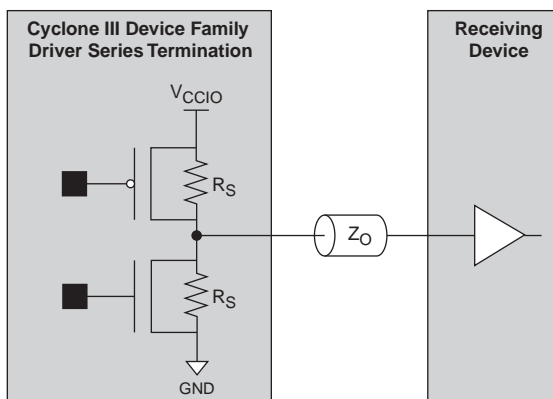 Cyclone III Device Family
Driver Series Termination
Receiving
Device
VCCIO
RS
ZO
RS
GND